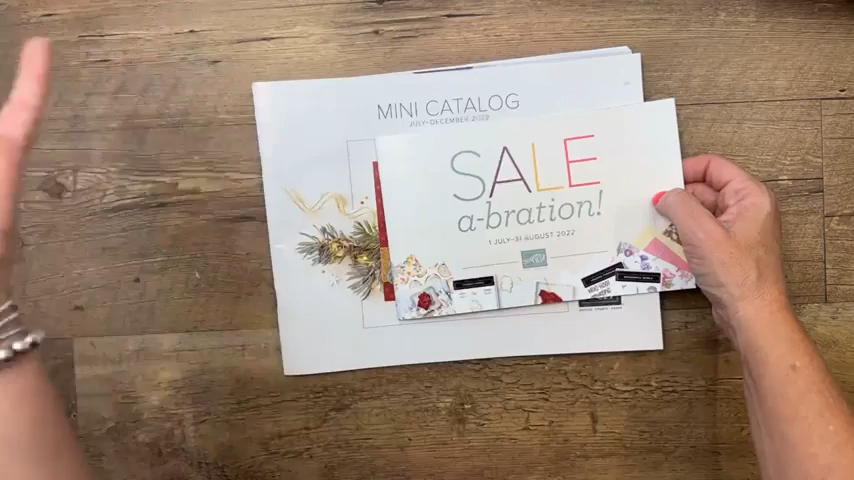 MINI CATALOG
JULY–DECEMBER 2022
SALE
a-bration!
1 JULY–31 AUGUST 2022